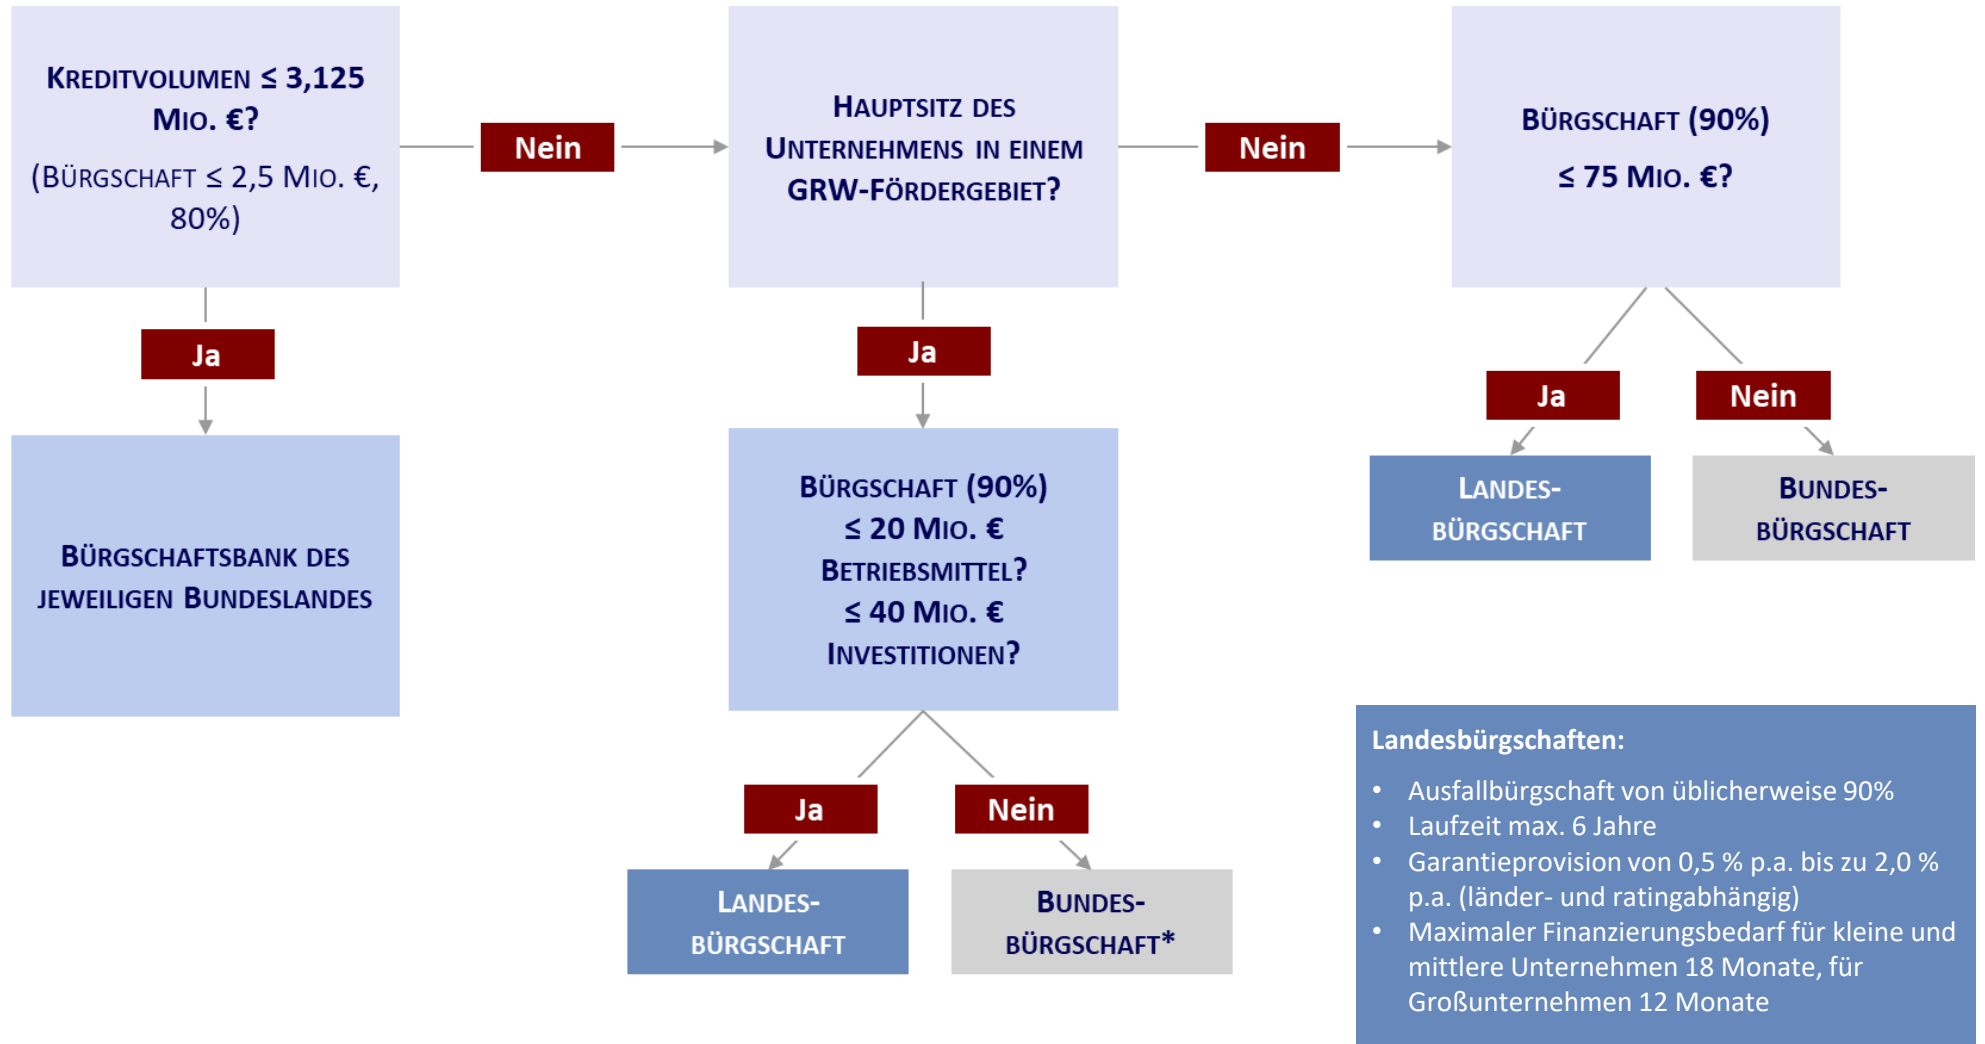 KREDITVOLUMEN ≤ 3,125
MIO. €?
(BÜRGSCHAFT ≤ 2,5 MIO. €,
80%)
Nein
HAUPTSITZ DES
UNTERNEHMENS IN EINEM
GRW-FÖRDERGEBIET?
Nein
BÜRGSCHAFT (90%)
≤ 75 MIO. €?
Ja
Ja
Ja
Nein
BÜRGSCHAFTSBANK DES
JEWEILIGEN BUNDESLANDES
BÜRGSCHAFT (90%)
≤ 20 MIO. €
BETRIEBSMITTEL?
≤ 40 MIO. €
INVESTITIONEN?
LANDES-
BÜRGSCHAFT
BUNDES-
BÜRGSCHAFT
Ja
Nein
LANDES-
BÜRGSCHAFT
BUNDES-
BÜRGSCHAFT*
Landesbürgschaften:
• Ausfallbürgschaft von üblicherweise 90%
• Laufzeit max. 6 Jahre
• Garantieprovision von 0,5 % p.a. bis zu 2,0 %
p.a. (länder- und ratingabhängig)
• Maximaler Finanzierungsbedarf für kleine und
mittlere Unternehmen 18 Monate, für
Großunternehmen 12 Monate